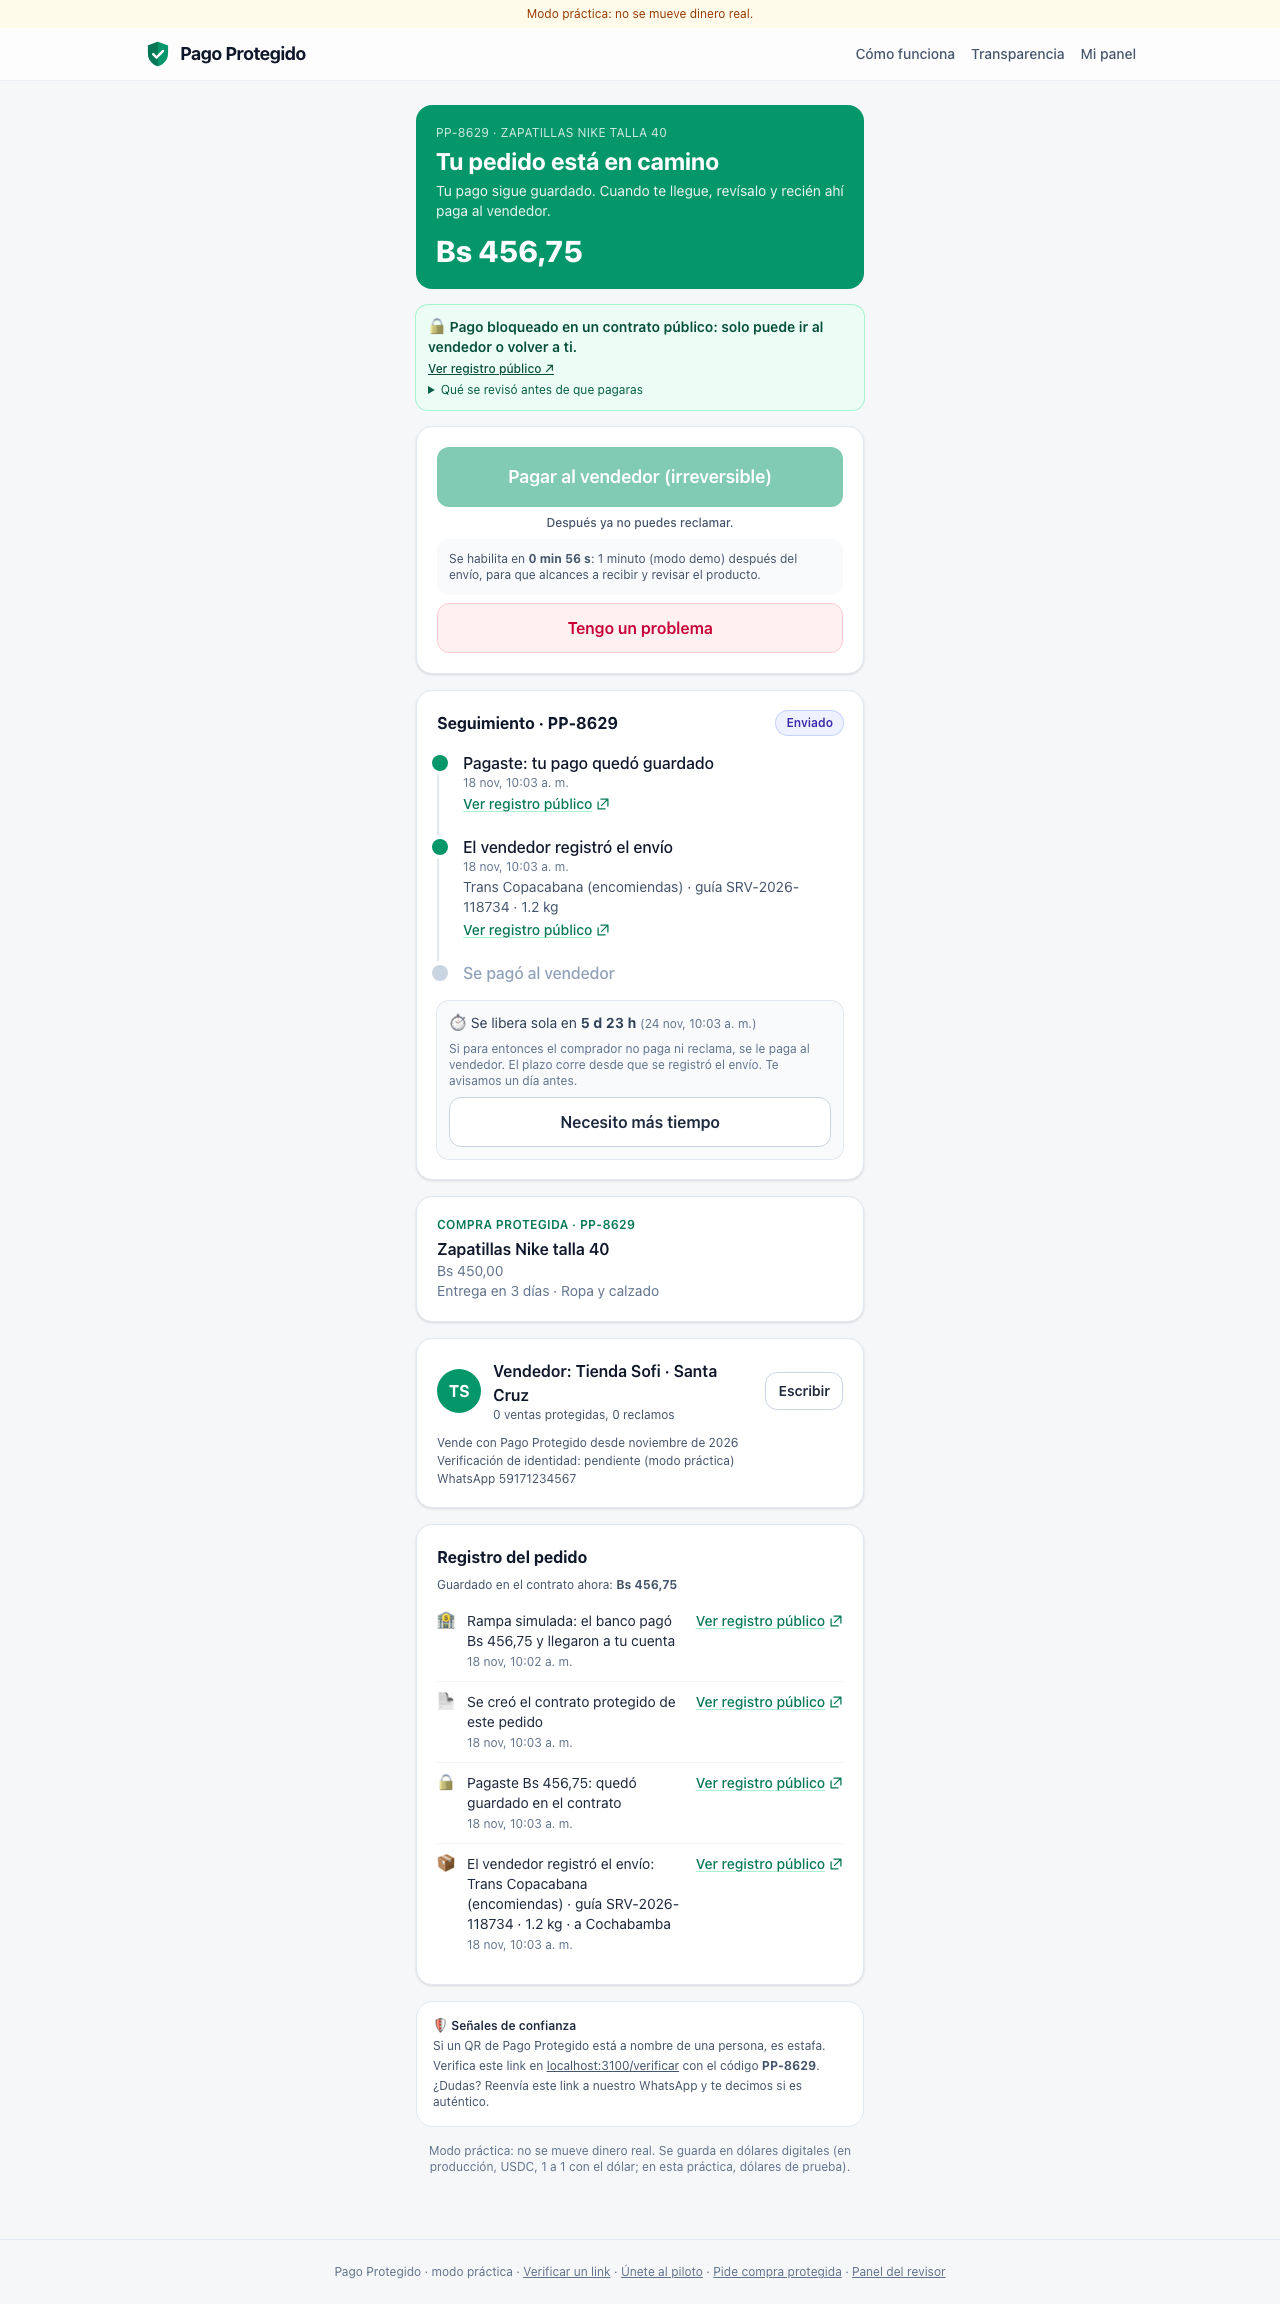 Modo práctica: no se mueve dinero real.
Pago Protegido
Cómo funciona
Transparencia
Mi panel
PP-8629 · ZAPATILLAS NIKE TALLA 40
Tu pedido está en camino
Tu pago sigue guardado. Cuando te llegue, revísalo y recién ahí
paga al vendedor.
Bs 456,75
🔒 Pago bloqueado en un contrato público: solo puede ir al
vendedor o volver a ti.
Ver registro público ↗
▶ Qué se revisó antes de que pagaras
Pagar al vendedor (irreversible)
Después ya no puedes reclamar.
Se habilita en 0 min 56 s: 1 minuto (modo demo) después del
envío, para que alcances a recibir y revisar el producto.
Tengo un problema
Seguimiento · PP-8629
Enviado
Pagaste: tu pago quedó guardado
18 nov, 10:03 a. m.
Ver registro público
El vendedor registró el envío
18 nov, 10:03 a. m.
Trans Copacabana (encomiendas) · guía SRV-2026-
118734 · 1.2 kg
Ver registro público
Se pagó al vendedor
⏱ Se libera sola en 5 d 23 h (24 nov, 10:03 a. m.)
Si para entonces el comprador no paga ni reclama, se le paga al
vendedor. El plazo corre desde que se registró el envío. Te
avisamos un día antes.
Necesito más tiempo
COMPRA PROTEGIDA · PP-8629
Zapatillas Nike talla 40
Bs 450,00
Entrega en 3 días · Ropa y calzado
TS
Vendedor: Tienda Sofi · Santa
Cruz
0 ventas protegidas, 0 reclamos
Escribir
Vende con Pago Protegido desde noviembre de 2026
Verificación de identidad: pendiente (modo práctica)
WhatsApp 59171234567
Registro del pedido
Guardado en el contrato ahora: Bs 456,75
Rampa simulada: el banco pagó
Bs 456,75 y llegaron a tu cuenta
18 nov, 10:02 a. m.
Ver registro público
Se creó el contrato protegido de
este pedido
18 nov, 10:03 a. m.
Ver registro público
Pagaste Bs 456,75: quedó
guardado en el contrato
18 nov, 10:03 a. m.
Ver registro público
El vendedor registró el envío:
Trans Copacabana
(encomiendas) · guía SRV-2026-
118734 · 1.2 kg · a Cochabamba
18 nov, 10:03 a. m.
Ver registro público
Señales de confianza
Si un QR de Pago Protegido está a nombre de una persona, es estafa.
Verifica este link en localhost:3100/verificar con el código PP-8629.
¿Dudas? Reenvía este link a nuestro WhatsApp y te decimos si es
auténtico.
Modo práctica: no se mueve dinero real. Se guarda en dólares digitales (en
producción, USDC, 1 a 1 con el dólar; en esta práctica, dólares de prueba).
Pago Protegido · modo práctica · Verificar un link · Únete al piloto · Pide compra protegida · Panel del revisor